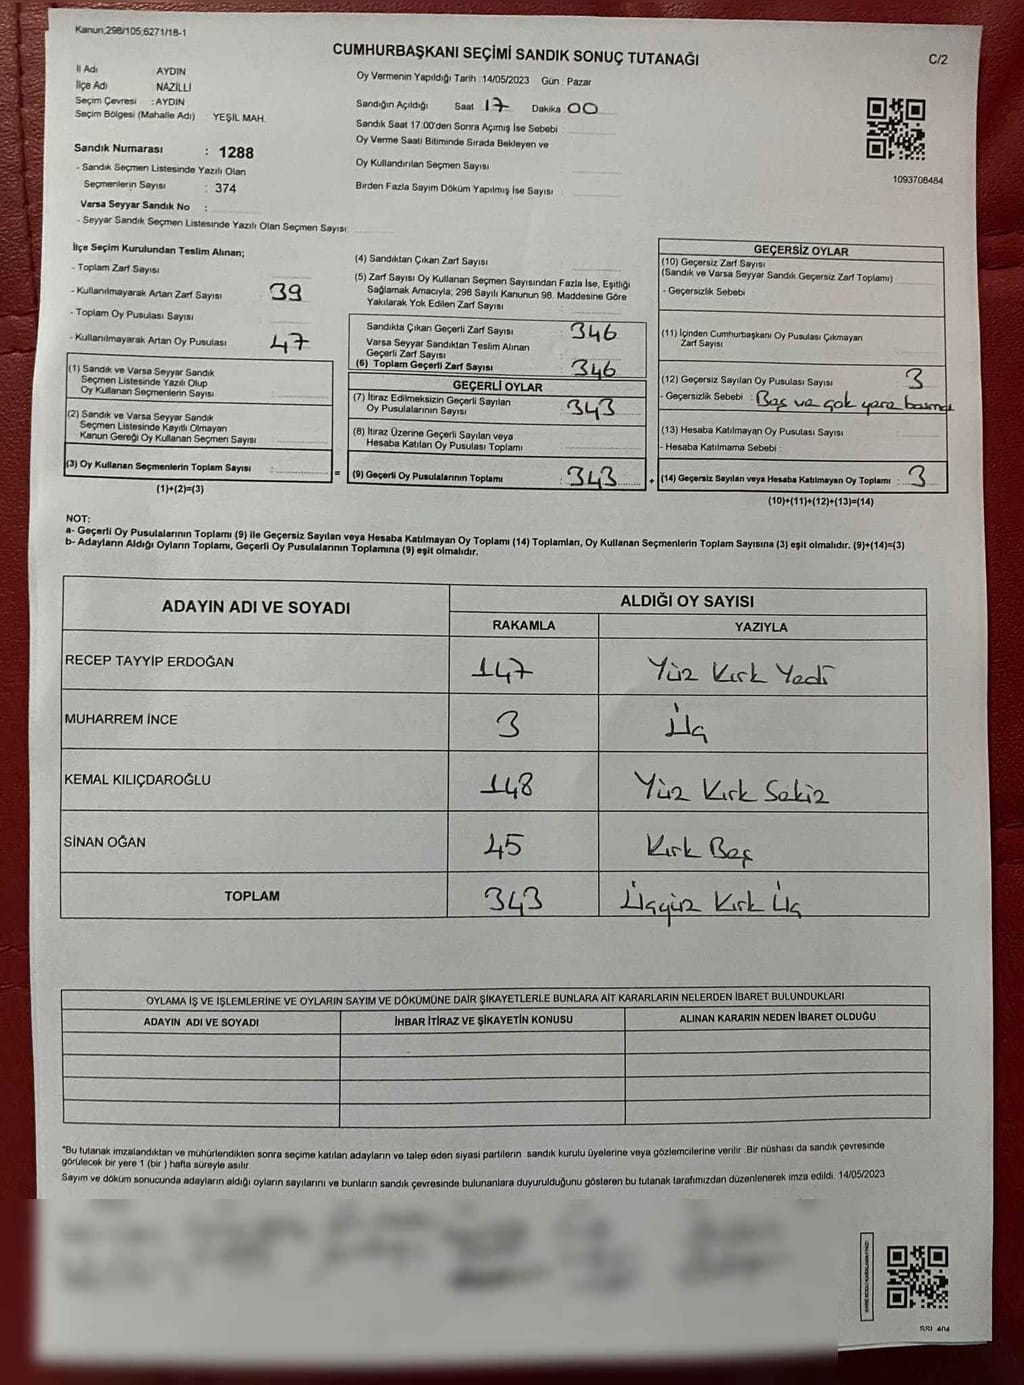 Kanun,298/105,6271/18-1
CUMHURBAŞKANI SEÇİMİ SANDIK SONUÇ TUTANAĞI
C/2
İl Adı AYDIN
İlçe Adı NAZİLLİ
Seçim Çevresi : AYDIN
Seçim Bölgesi (Mahalle Adı) YEŞİL MAH.
Sandık Numarası : 1288
- Sandık Seçmen Listesinde Yazılı Olan
Seçmenlerin Sayısı : 374
Varsa Seyyar Sandık No :
- Seyyar Sandık Seçmen Listesinde Yazılı Olan Seçmen Sayısı:
Oy Vermenin Yapıldığı Tarih : 14/05/2023 Gün : Pazar
Sandığın Açıldığı Saat 17 Dakika 00
Sandık Saat 17.00'den Sonra Açımış İse Sebebi
Oy Verme Saati Bitiminde Sırada Bekleyen ve
Oy Kullandırılan Seçmen Sayısı
Birden Fazla Sayım Döküm Yapılmış İse Sayısı :
1093708484
İlçe Seçim Kurulundan Teslim Alınan;
- Toplam Zarf Sayısı
- Kullanılmayarak Artan Zarf Sayısı 39
- Toplam Oy Pusulası Sayısı
- Kullanılmayarak Artan Oy Pusulası 47
(1) Sandık ve Varsa Seyyar Sandık
Seçmen Listesinde Yazılı Olup
Oy Kullanan Seçmenlerin Sayısı :
(2) Sandık ve Varsa Seyyar Sandık
Seçmen Listesinde Kayıtlı Olmayan
Kanun Gereği Oy Kullanan Seçmen Sayısı :
(3) Oy Kullanan Seçmenlerin Toplam Sayısı :
(1)+(2)=(3)
(4) Sandıktan Çıkan Zarf Sayısı
(5) Zarf Sayısı Oy Kullanan Seçmen Sayısından Fazla İse, Eşitliği
Sağlamak Amacıyla, 298 Sayılı Kanunun 98. Maddesine Göre
Yakılarak Yok Edilen Zarf Sayısı :
Sandıkta Çıkan Geçerli Zarf Sayısı : 346
Varsa Seyyar Sandıktan Teslim Alınan
Geçerli Zarf Sayısı
(6) Toplam Geçerli Zarf Sayısı : 346
GEÇERLİ OYLAR
(7) İtiraz Edilmeksizin Geçerli Sayılan
Oy Pusulalarının Sayısı : 343
(8) İtiraz Üzerine Geçerli Sayılan veya
Hesaba Katılan Oy Pusulası Toplamı :
= (9) Geçerli Oy Pusulalarının Toplamı : 343 +
GEÇERSİZ OYLAR
(10) Geçersiz Zarf Sayısı
(Sandık ve Varsa Seyyar Sandık Geçersiz Zarf Toplamı)
- Geçersizlik Sebebi :
(11) İçinden Cumhurbaşkanı Oy Pusulası Çıkmayan
Zarf Sayısı :
(12) Geçersiz Sayılan Oy Pusulası Sayısı 3
- Geçersizlik Sebebi : Boş ve çok yere basmas
(13) Hesaba Katılmayan Oy Pusulası Sayısı :
- Hesaba Katılmama Sebebi :
(14) Geçersiz Sayılan veya Hesaba Katılmayan Oy Toplamı : 3
(10)+(11)+(12)+(13)=(14)
NOT:
a- Geçerli Oy Pusulalarının Toplamı (9) ile Geçersiz Sayılan veya Hesaba Katılmayan Oy Toplamı (14) Toplamları, Oy Kullanan Seçmenlerin Toplam Sayısına (3) eşit olmalıdır. (9)+(14)=(3)
b- Adayların Aldığı Oyların Toplamı, Geçerli Oy Pusulalarının Toplamına (9) eşit olmalıdır.
ADAYIN ADI VE SOYADI
ALDIĞI OY SAYISI
RAKAMLA YAZIYLA
RECEP TAYYİP ERDOĞAN 147 Yüz Kırk Yedi
MUHARREM İNCE 3 Üç
KEMAL KILIÇDAROĞLU 148 Yüz Kırk Sekiz
SİNAN OĞAN 45 Kırk Beş
TOPLAM 343 Üçyüz Kırk Üç
OYLAMA İŞ VE İŞLEMLERİNE VE OYLARIN SAYIM VE DÖKÜMÜNE DAİR ŞİKAYETLERLE BUNLARA AİT KARARLARIN NELERDEN İBARET BULUNDUKLARI
ADAYIN ADI VE SOYADI İHBAR İTİRAZ VE ŞİKAYETİN KONUSU ALINAN KARARIN NEDEN İBARET OLDUĞU
*Bu tutanak imzalandıktan ve mühürlendikten sonra seçime katılan adayların ve talep eden siyasi partilerin sandık kurulu üyelerine veya gözlemcilerine verilir .Bir nüshası da sandık çevresinde
görülecek bir yere 1 (bir ) hafta süreyle asılır.
Sayım ve döküm sonucunda adayların aldığı oyların sayılarını ve bunların sandık çevresinde bulunanlara duyurulduğunu gösteren bu tutanak tarafımızdan düzenlenerek imza edildi. 14/05/2023